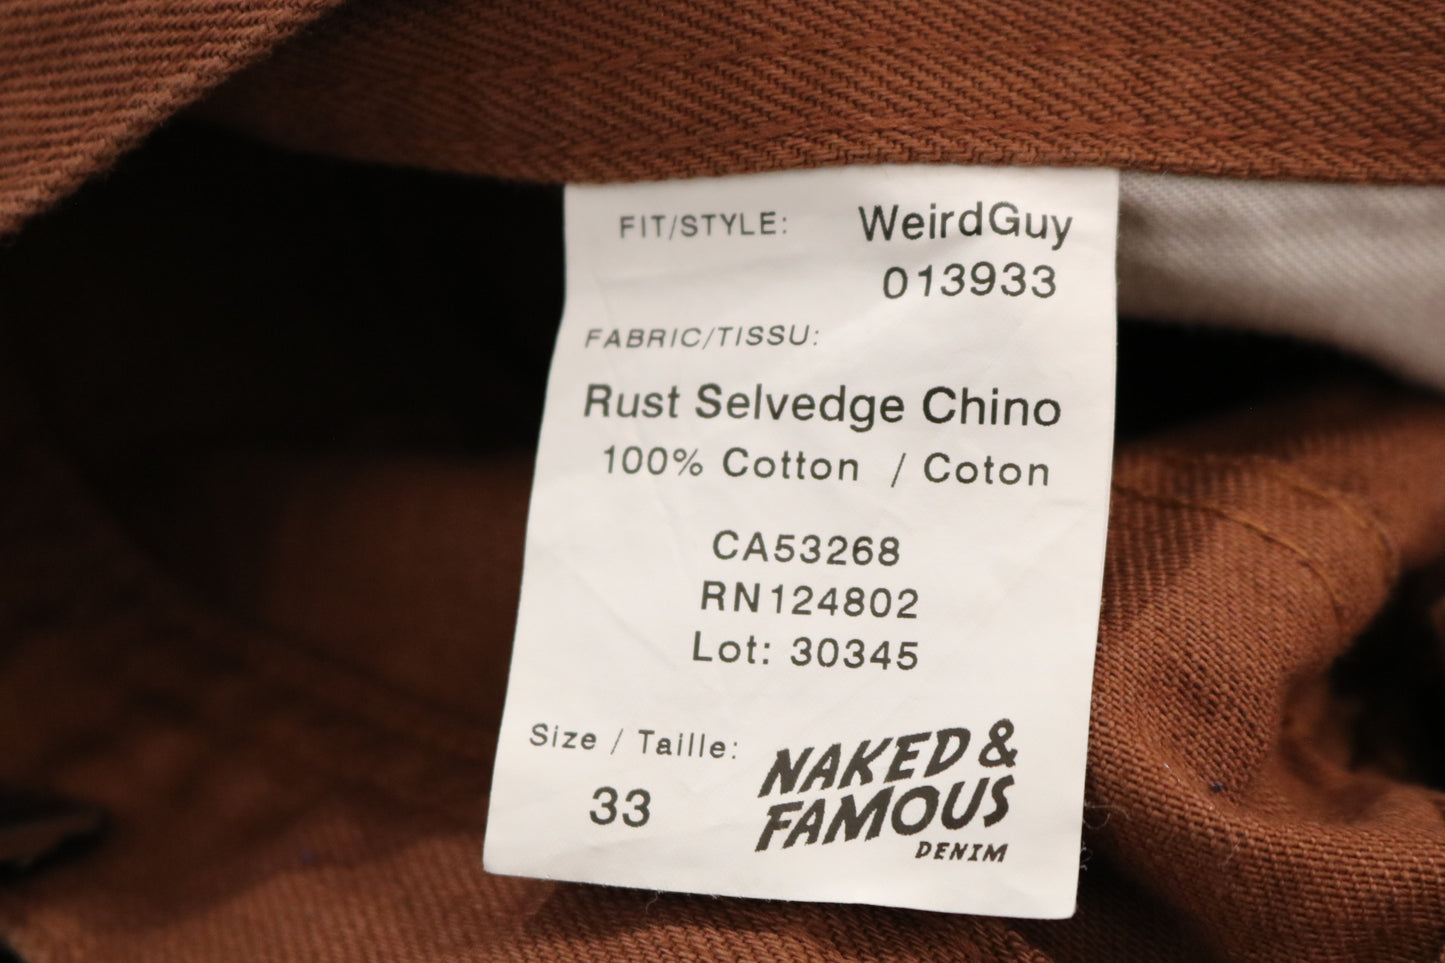 FIT/STYLE: WeirdGuy
013933
FABRIC/TISSU:
Rust Selvedge Chino
100% Cotton / Coton
CA53268
RN124802
Lot: 30345
Size / Taille:
33
NAKED &
FAMOUS
DENIM